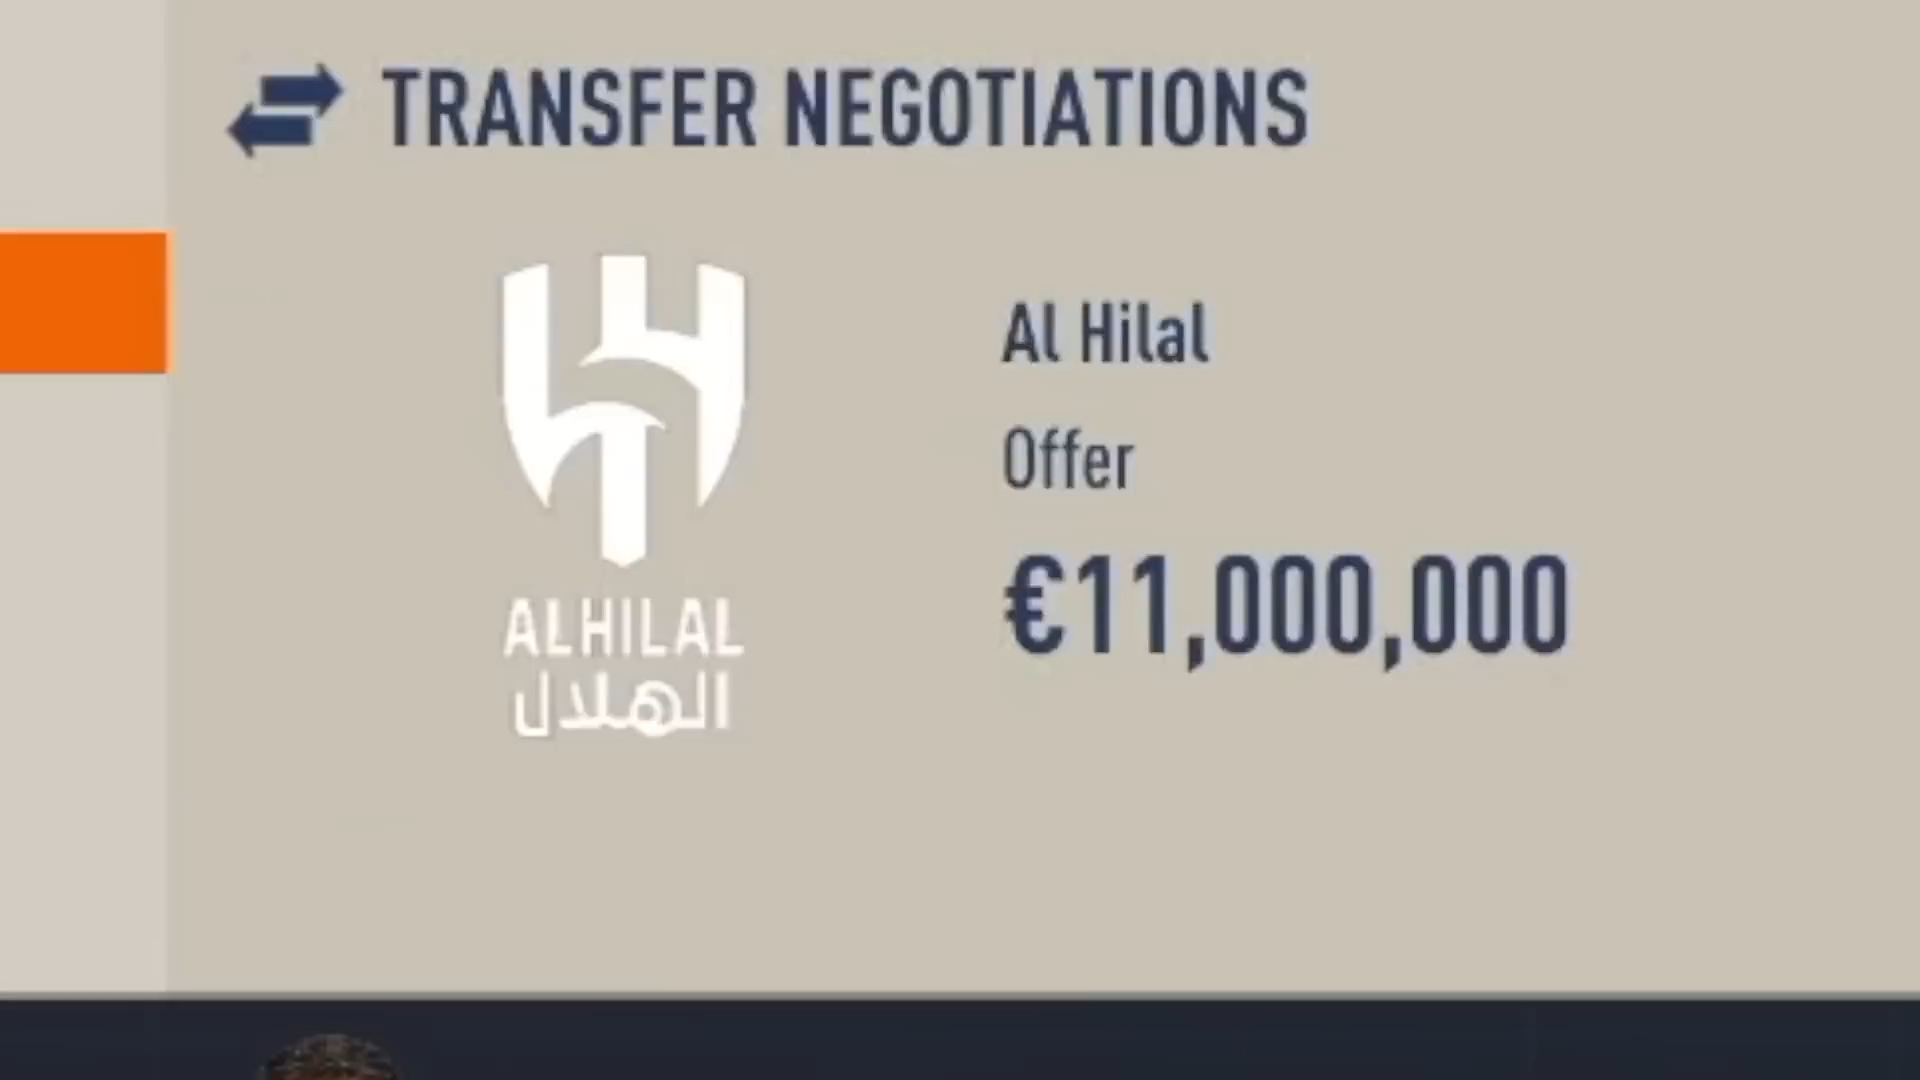 TRANSFER NEGOTIATIONS
Al Hilal
Offer
€11,000,000
ALHILAL
الهلال